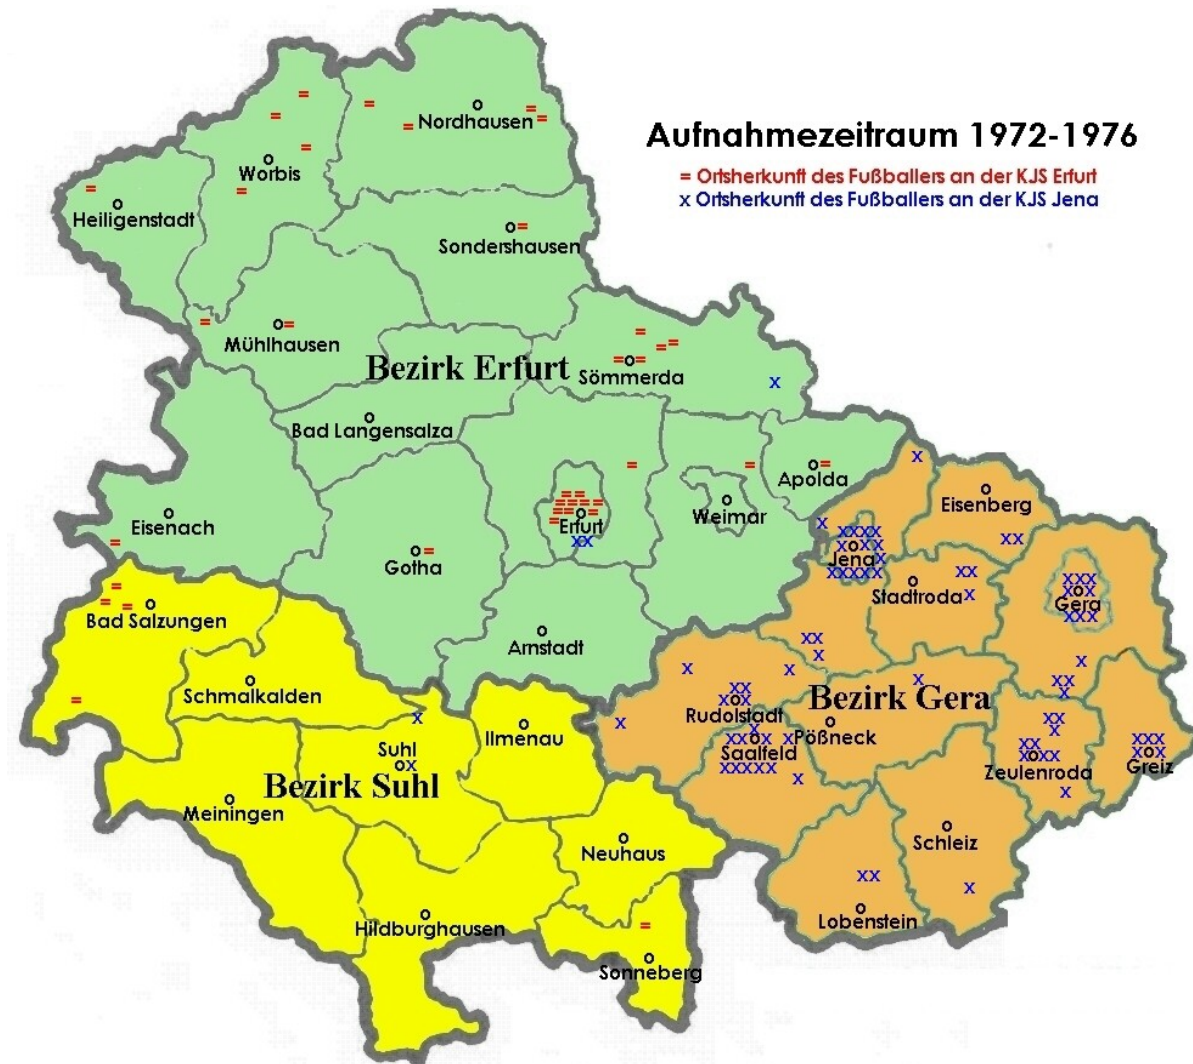 Nordhausen
Aufnahmezeitraum 1972-1976
Worbis
= Ortsherkunft des Fußballers an der KJS Erfurt
x Ortsherkunft des Fußballers an der KJS Jena
Heiligenstadt
Sondershausen
Mühlhausen
Bezirk Erfurt
Sömmerda
Bad Langensalza
Apolda
Eisenberg
Weimar
Eisenach
Erfurt
Jena
Gotha
Stadtroda
Gera
Bad Salzungen
Arnstadt
Schmalkalden
Bezirk Gera
Rudolstadt
Ilmenau
Pößneck
Suhl
Saalfeld
Zeulenroda
Greiz
Bezirk Suhl
Meiningen
Schleiz
Neuhaus
Hildburghausen
Lobenstein
Sonneberg